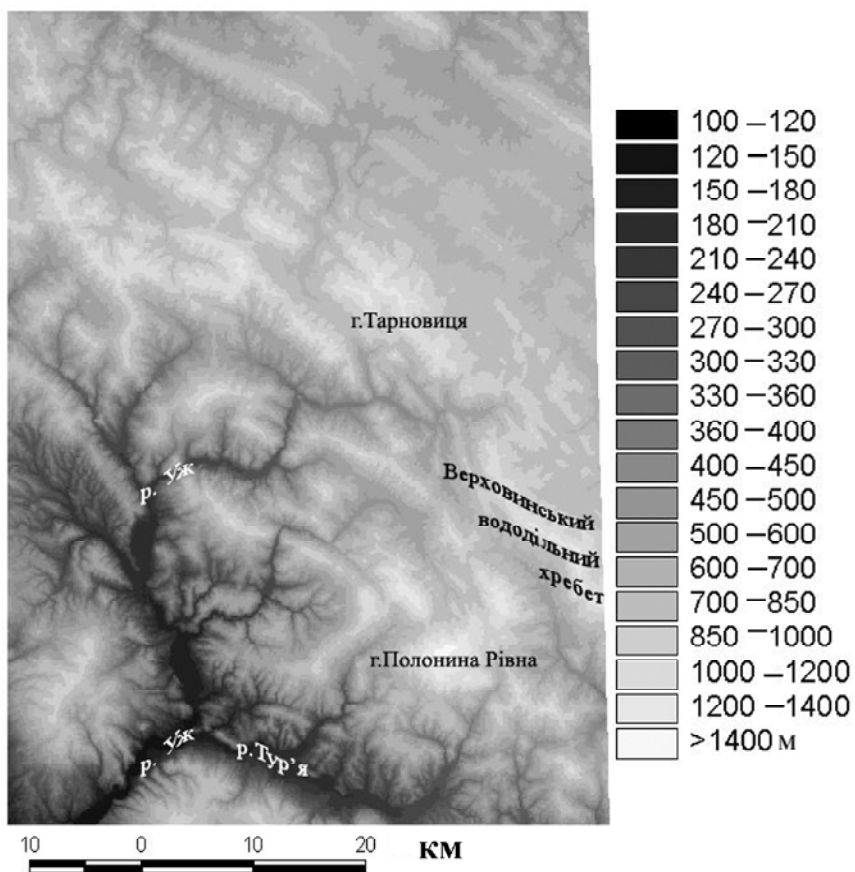 г.Тарновиця
р. Уж
Верховинський
вододільний
хребет
г.Полонина Рівна
р. Уж
р.Тур’я
100 –120
120 –150
150 –180
180 –210
210 –240
240 –270
270 –300
300 –330
330 –360
360 –400
400 –450
450 –500
500 –600
600 –700
700 –850
850 –1000
1000 –1200
1200 –1400
>1400 м
10 0 10 20 км